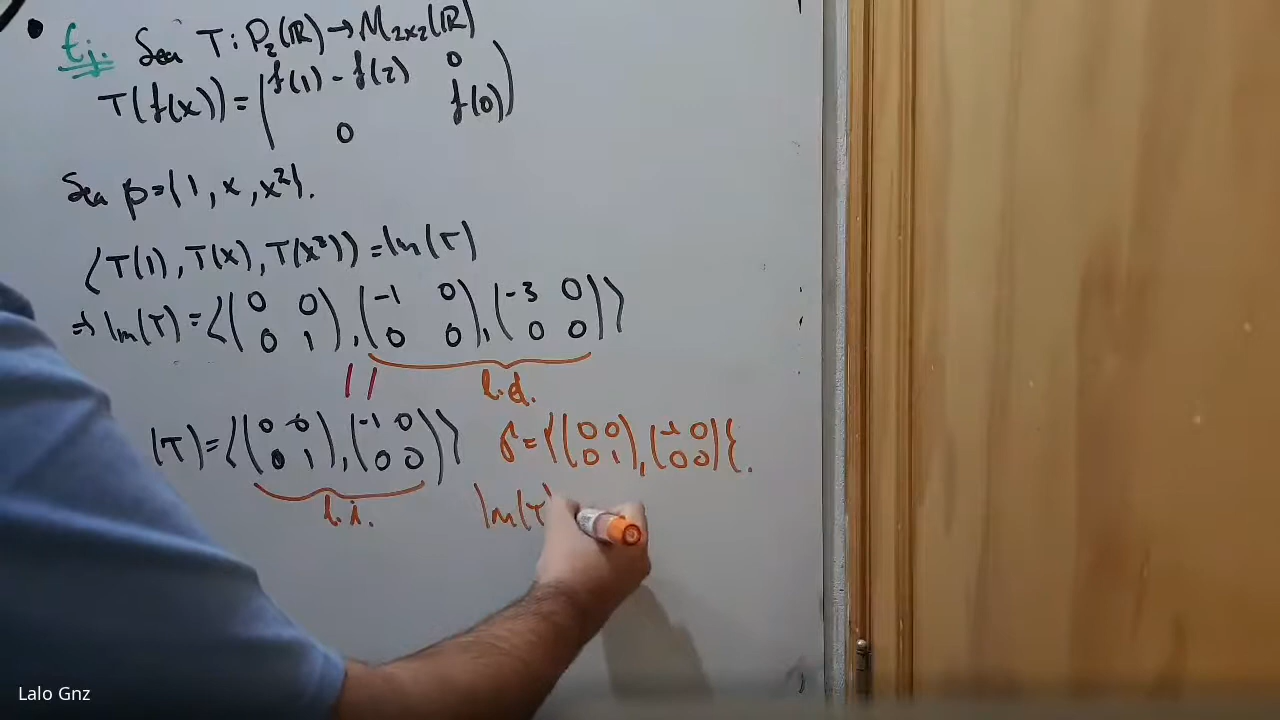 • Ej. Sea T: P₂(ℝ) → M₂ₓ₂(ℝ)
T(f(x)) = ( f(1) - f(2) 0
0 f(0) )
Sea β = {1, x, x²}.
⟨T(1), T(x), T(x²)⟩ = Im(T)
⇒ Im(T) = ⟨( 0 0 ), ( -1 0 ), ( -3 0 )⟩
( 0 1 ), ( 0 0 ), ( 0 0 )
l.d.
(T) = ⟨( 0 0 ), ( -1 0 )⟩ γ = {( 0 0 ), ( -1 0 )}.
( 0 1 ), ( 0 0 ) ( 0 1 ), ( 0 0 )
l.i. Im(T)
Lalo Gnz